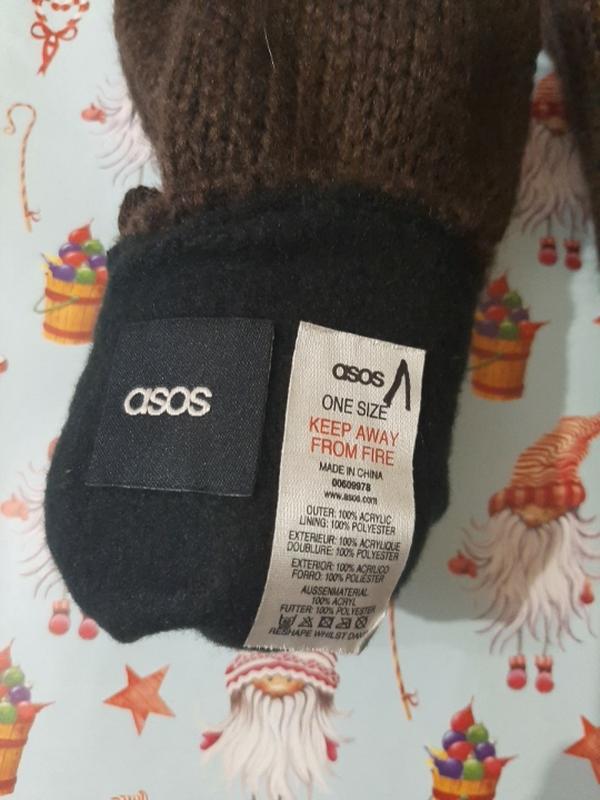 asos
asos
ONE SIZE
KEEP AWAY
FROM FIRE
MADE IN CHINA
00609978
www.asos.com
OUTER: 100% ACRYLIC
LINING: 100% POLYESTER
EXTERIEUR: 100% ACRYLIQUE
DOUBLURE: 100% POLYESTER
EXTERIOR: 100% ACRILICO
FORRO: 100% POLIESTER
AUSSENMATERIAL
100% ACRYL
FUTTER: 100% POLYESTER
RESHAPE WHILST